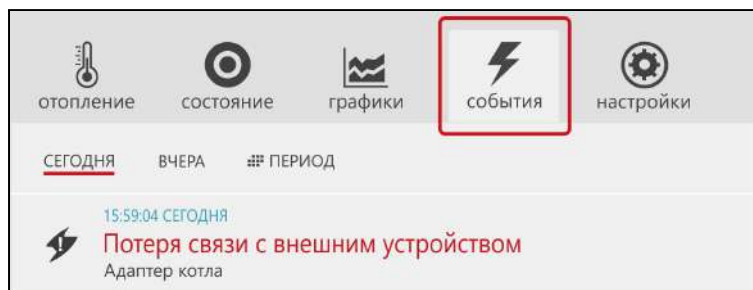 отопление состояние графики события настройки
СЕГОДНЯ ВЧЕРА ПЕРИОД
15:59:04 СЕГОДНЯ
Потеря связи с внешним устройством
Адаптер котла